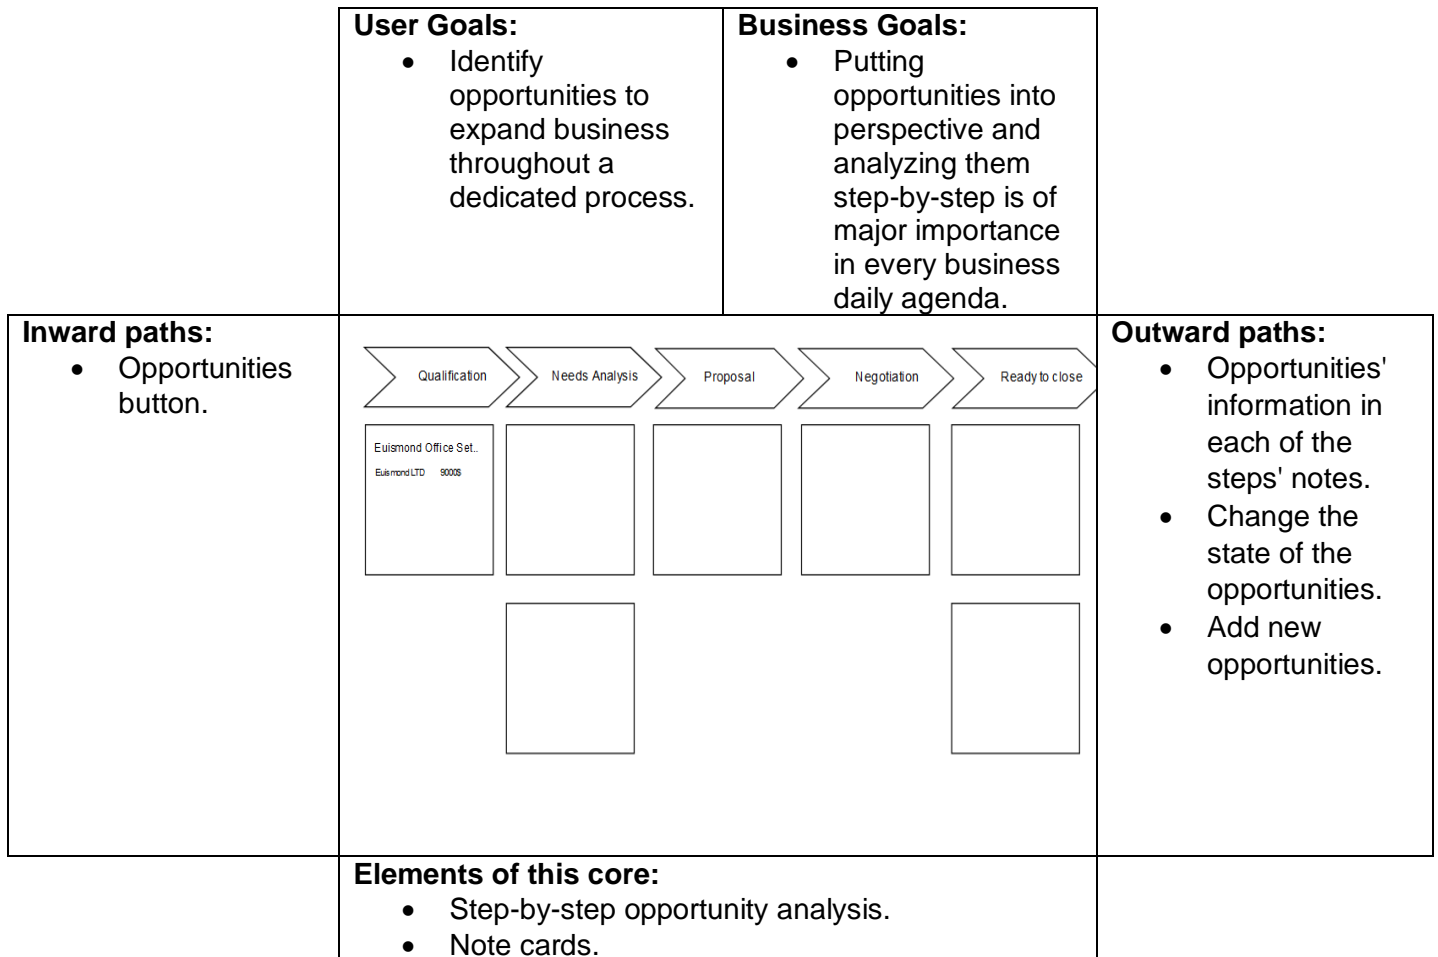 User Goals:
• Identify
opportunities to
expand business
throughout a
dedicated process.
Business Goals:
• Putting
opportunities into
perspective and
analyzing them
step-by-step is of
major importance
in every business
daily agenda.
Inward paths:
• Opportunities
button.
Qualification
Needs Analysis
Proposal
Negotiation
Ready to close
Euismond Office Set..
Euismond LTD 9000$
Outward paths:
• Opportunities'
information in
each of the
steps' notes.
• Change the
state of the
opportunities.
• Add new
opportunities.
Elements of this core:
• Step-by-step opportunity analysis.
• Note cards.